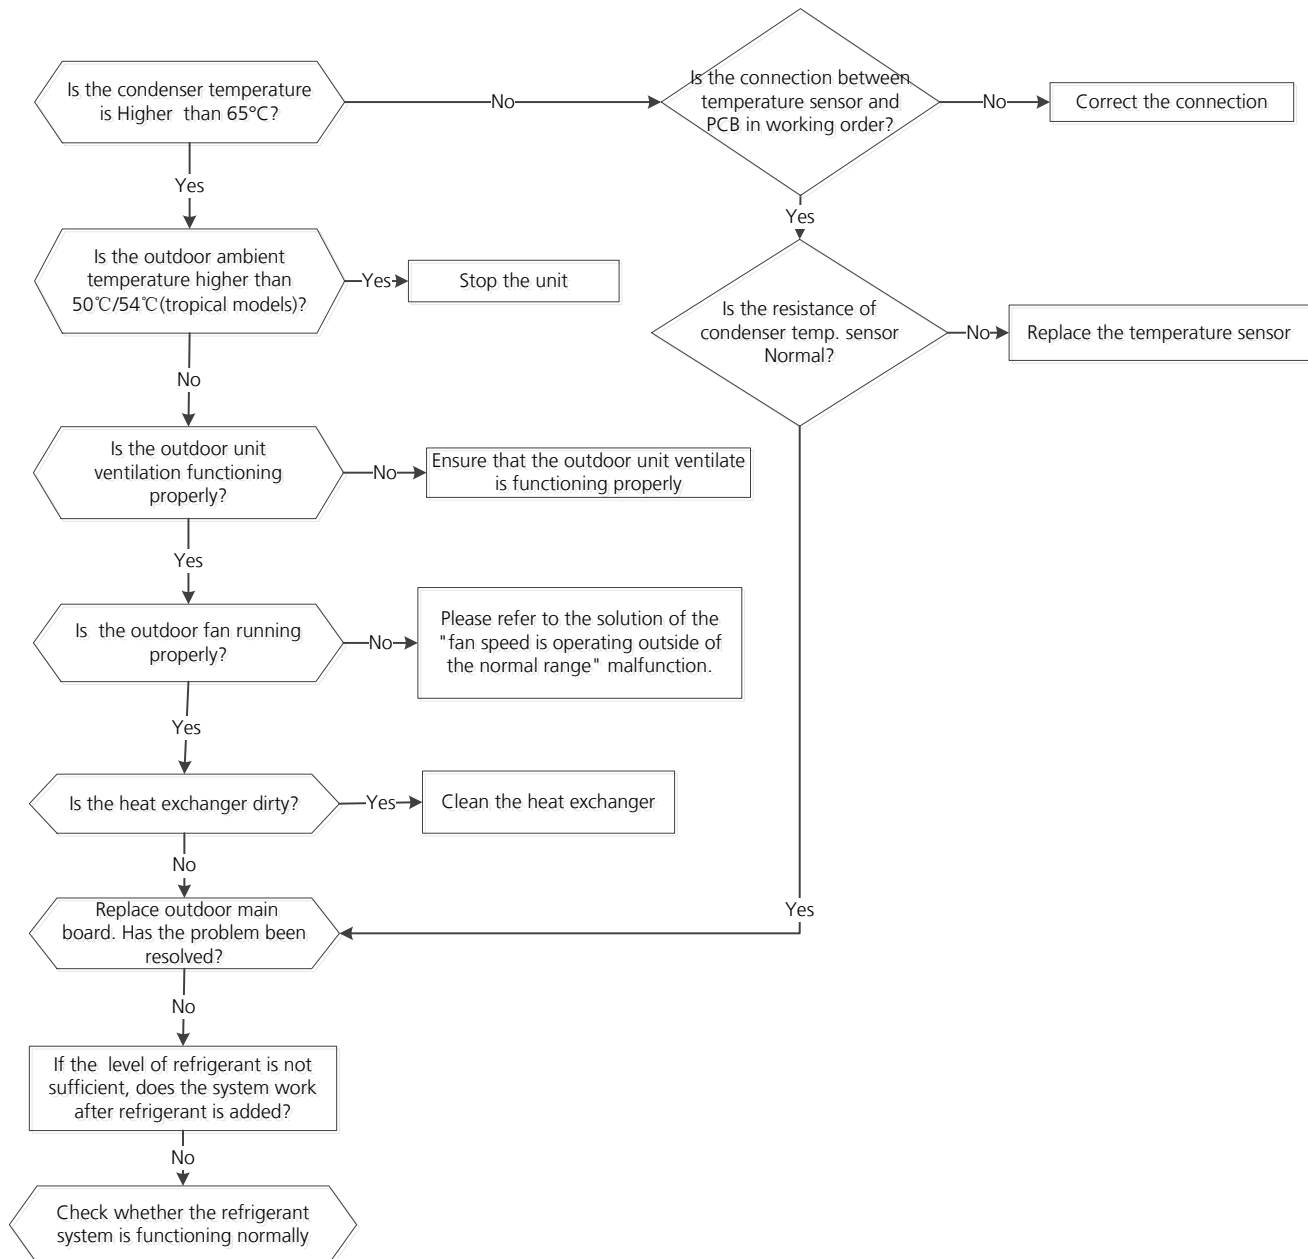 Is the condenser temperature
is Higher  than 65°C?
No
Is the connection between
temperature sensor and
PCB in working order?
No
Correct the connection
Yes
Yes
Is the outdoor ambient
temperature higher than
50℃/54℃(tropical models)?
Yes
Stop the unit
Is the resistance of
condenser temp. sensor
Normal?
No
Replace the temperature sensor
No
Is the outdoor unit
ventilation functioning
properly?
No
Ensure that the outdoor unit ventilate
is functioning properly
Yes
Is  the outdoor fan running
properly?
No
Please refer to the solution of the
"fan speed is operating outside of
the normal range" malfunction.
Yes
Is the heat exchanger dirty?
Yes
Clean the heat exchanger
No
Yes
Replace outdoor main
board. Has the problem been
resolved?
No
If the  level of refrigerant is not
sufficient, does the system work
after refrigerant is added?
No
Check whether the refrigerant
system is functioning normally